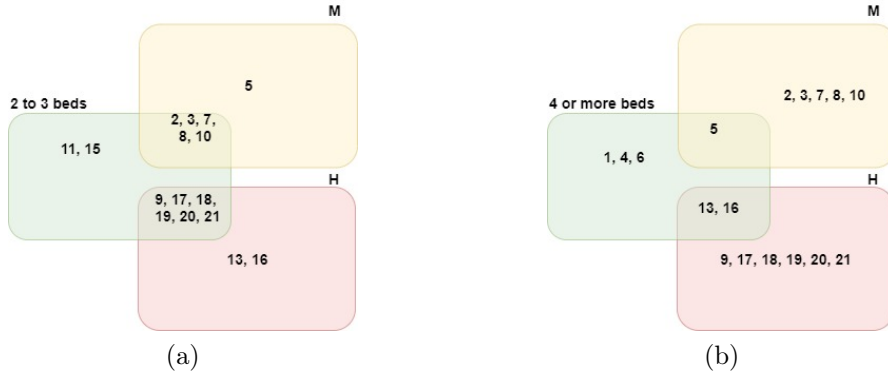 M
5
2 to 3 beds
2, 3, 7,
8, 10
11, 15
H
9, 17, 18,
19, 20, 21
13, 16
(a)
M
2, 3, 7, 8, 10
4 or more beds
5
1, 4, 6
H
13, 16
9, 17, 18, 19, 20, 21
(b)